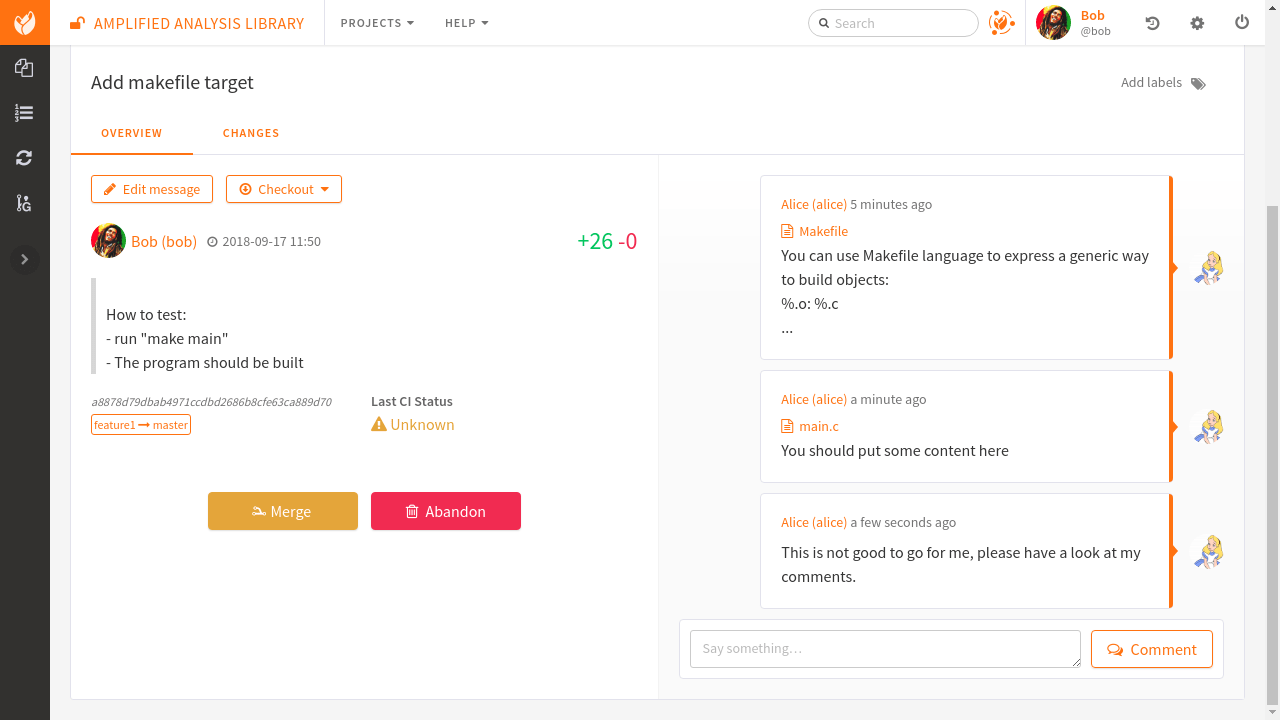 AMPLIFIED ANALYSIS LIBRARY
PROJECTS
HELP
Search
Bob
@bob
Add makefile target
Add labels
OVERVIEW
CHANGES
Edit message
Checkout
Bob (bob)
2018-09-17 11:50
+26 -0
How to test:
- run "make main"
- The program should be built
a8878d79dbab4971ccdbd2686b8cfe63ca889d70
feature1 → master
Last CI Status
Unknown
Merge
Abandon
Alice (alice) 5 minutes ago
Makefile
You can use Makefile language to express a generic way
to build objects:
%.o: %.c
...
Alice (alice) a minute ago
main.c
You should put some content here
Alice (alice) a few seconds ago
This is not good to go for me, please have a look at my
comments.
Say something…
Comment